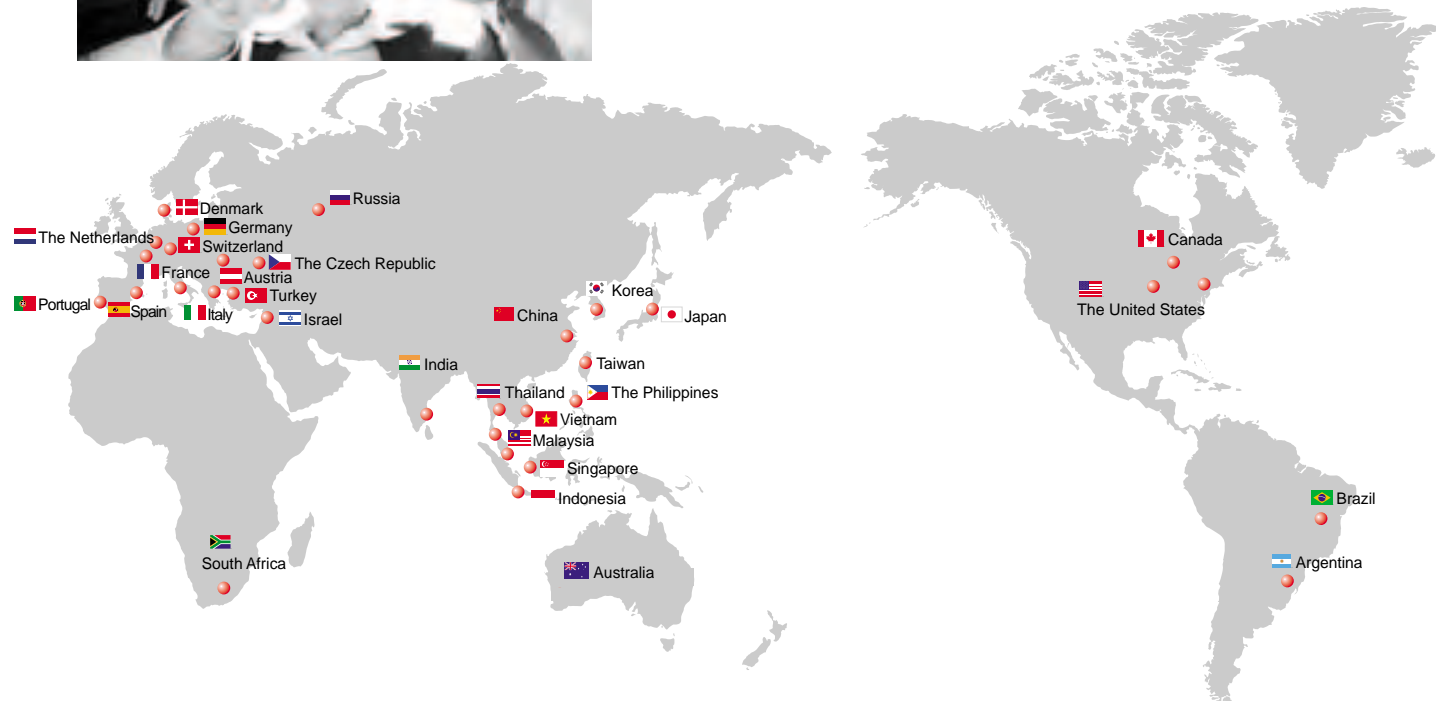 Russia
Denmark
Germany
The Netherlands
Switzerland
Canada
The Czech Republic
France
Austria
Korea
Turkey
Portugal
Spain
Italy
Israel
China
Japan
The United States
India
Taiwan
Thailand
The Philippines
Vietnam
Malaysia
Singapore
Indonesia
Brazil
South Africa
Argentina
Australia